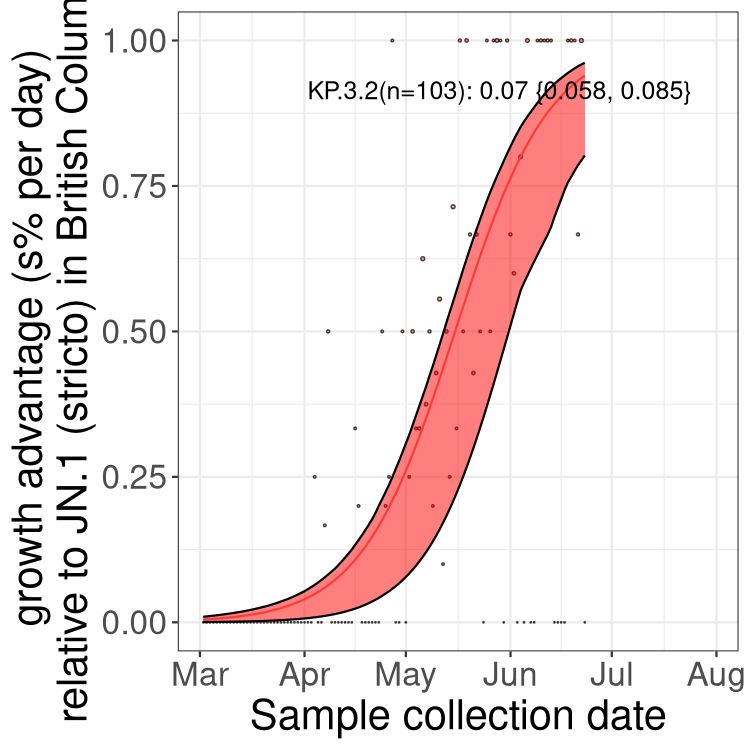 growth advantage (s% per day)
relative to JN.1 (stricto) in British Colum
1.00
0.75
0.50
0.25
0.00
KP.3.2(n=103): 0.07 {0.058, 0.085}
Mar Apr May Jun Jul Aug
Sample collection date